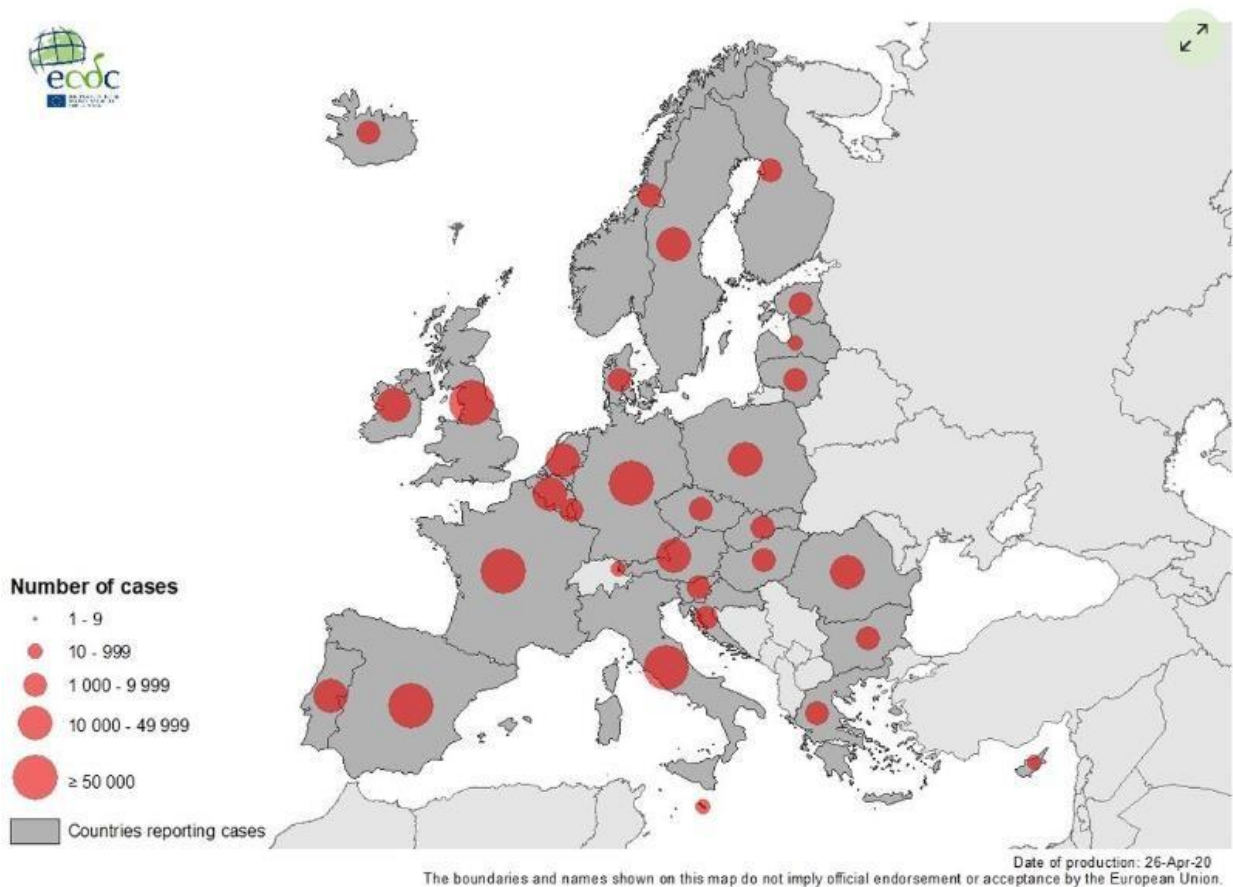 ecdc
Number of cases
1 - 9
10 - 999
1 000 - 9 999
10 000 - 49 999
≥ 50 000
Countries reporting cases
Date of production: 26-Apr-20
The boundaries and names shown on this map do not imply official endorsement or acceptance by the European Union.